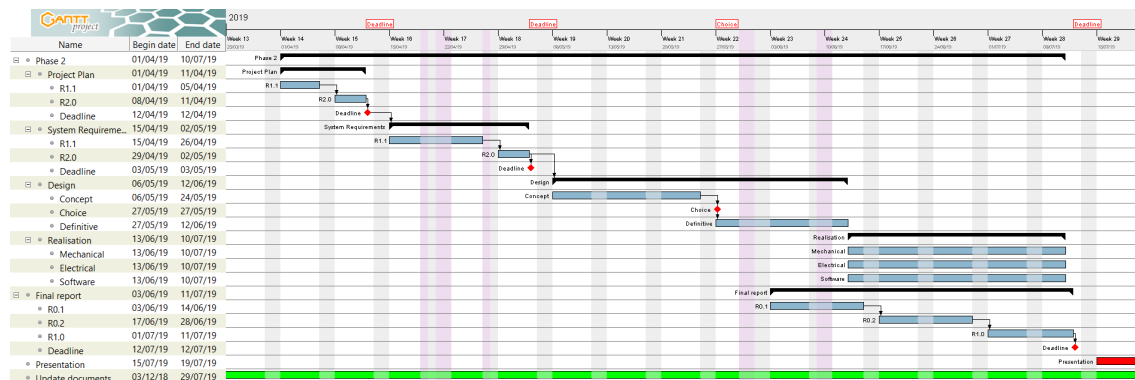 GANTT project
2019
Deadline Deadline Choice Deadline
Name Begin date End date
Week 13 Week 14 Week 15 Week 16 Week 17 Week 18 Week 19 Week 20 Week 21 Week 22 Week 23 Week 24 Week 25 Week 26 Week 27 Week 28 Week 29
Phase 2 01/04/19 10/07/19 Phase 2
Project Plan 01/04/19 11/04/19 Project Plan
R1.1 01/04/19 05/04/19 R1.1
R2.0 08/04/19 11/04/19 R2.0
Deadline 12/04/19 12/04/19 Deadline
System Requireme... 15/04/19 02/05/19 System Requirements
R1.1 15/04/19 26/04/19 R1.1
R2.0 29/04/19 02/05/19 R2.0
Deadline 03/05/19 03/05/19 Deadline
Design 06/05/19 12/06/19 Design
Concept 06/05/19 24/05/19 Concept
Choice 27/05/19 27/05/19 Choice
Definitive 27/05/19 12/06/19 Definitive
Realisation 13/06/19 10/07/19 Realisation
Mechanical 13/06/19 10/07/19 Mechanical
Electrical 13/06/19 10/07/19 Electrical
Software 13/06/19 10/07/19 Software
Final report 03/06/19 11/07/19 Final report
R0.1 03/06/19 14/06/19 R0.1
R0.2 17/06/19 28/06/19 R0.2
R1.0 01/07/19 11/07/19 R1.0
Deadline 12/07/19 12/07/19 Deadline
Presentation 15/07/19 19/07/19 Presentation
Update documents 03/12/18 29/07/19